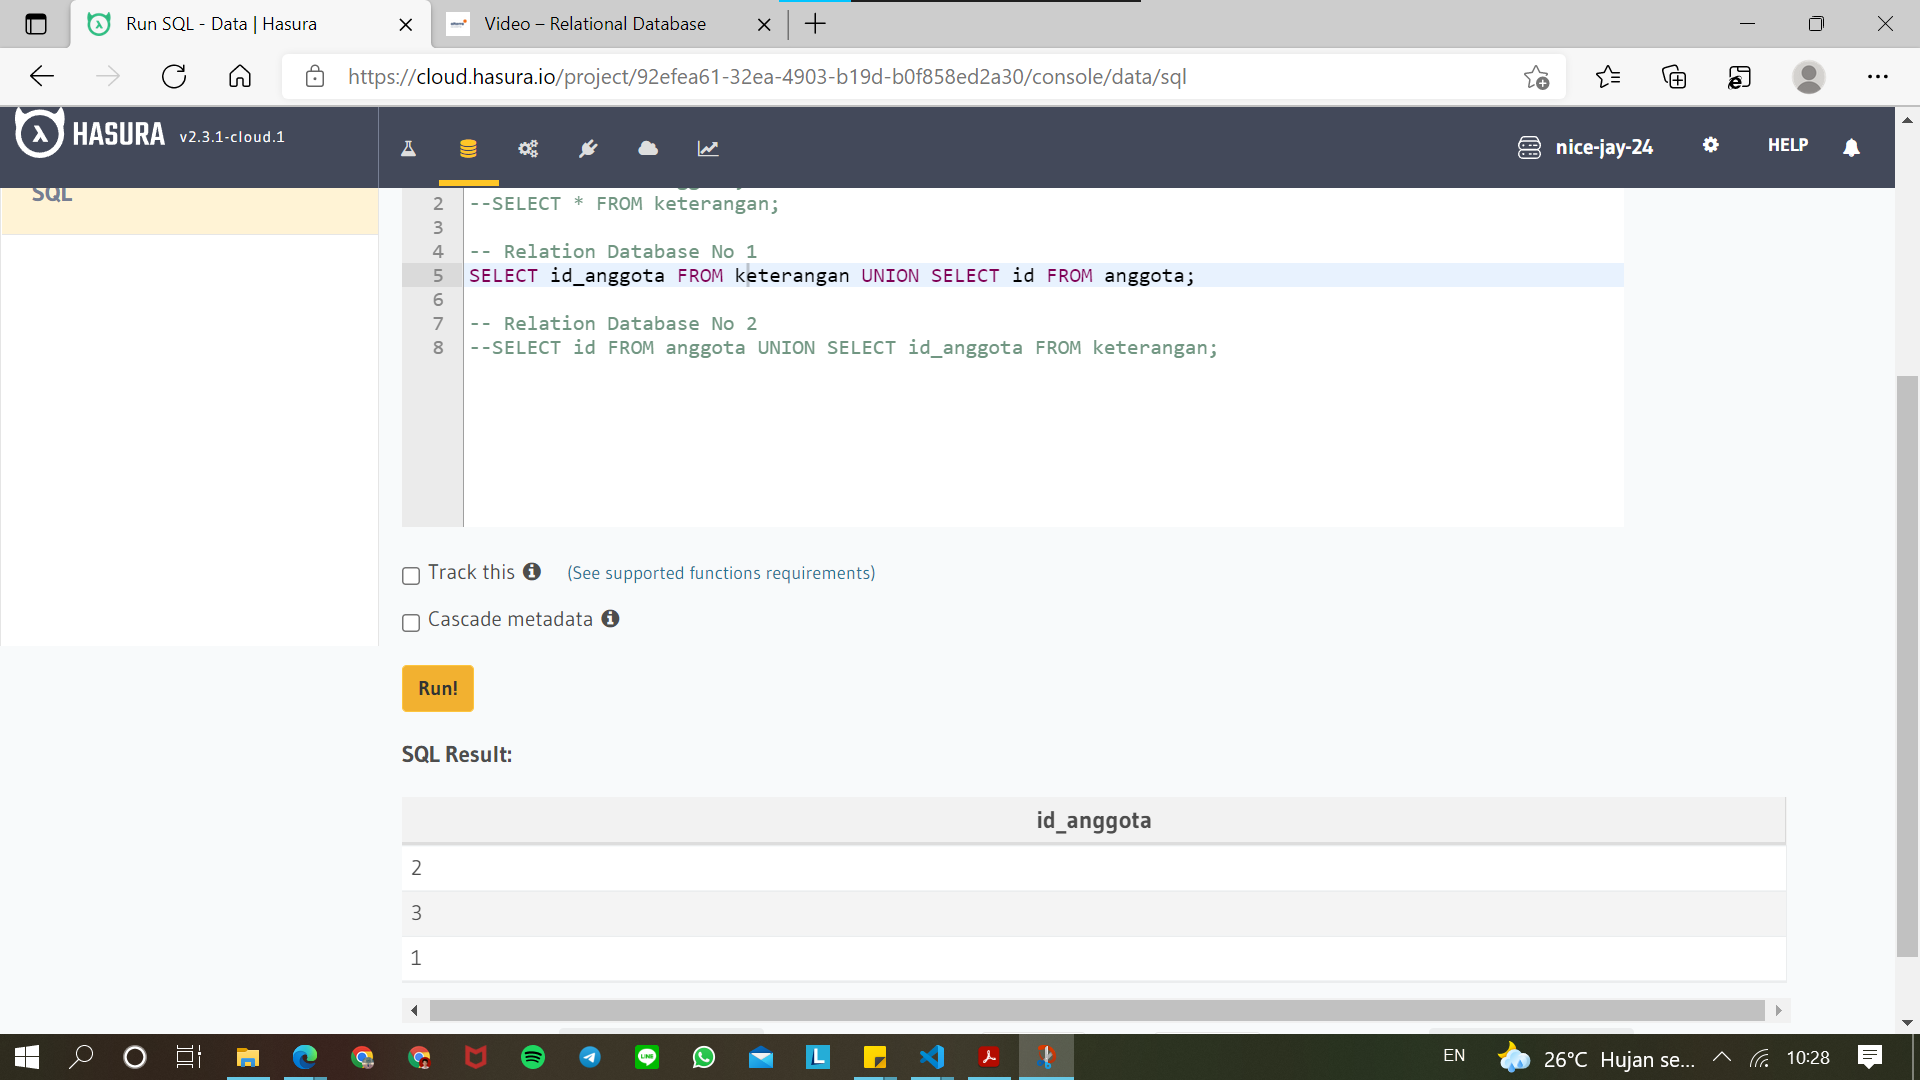 Run SQL - Data | Hasura
Video – Relational Database
https://cloud.hasura.io/project/92efea61-32ea-4903-b19d-b0f858ed2a30/console/data/sql
HASURA v2.3.1-cloud.1
nice-jay-24
HELP
SQL
2 --SELECT * FROM keterangan;
3
4 -- Relation Database No 1
5 SELECT id_anggota FROM keterangan UNION SELECT id FROM anggota;
6
7 -- Relation Database No 2
8 --SELECT id FROM anggota UNION SELECT id_anggota FROM keterangan;
Track this (See supported functions requirements)
Cascade metadata
Run!
SQL Result:
id_anggota
2
3
1
EN 26°C Hujan se... 10:28